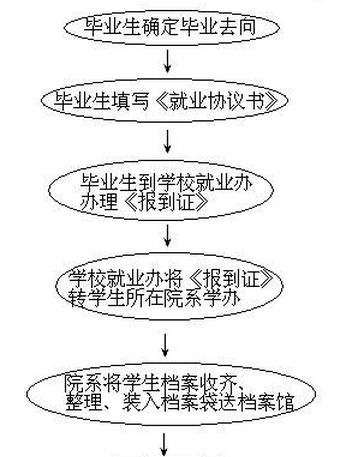 毕业生确定毕业去向
毕业生填写《就业协议书》
毕业生到学校就业办
办理《报到证》
学校就业办将《报到证》
转学生所在院系学办
院系将学生档案收齐、
整理、装入档案袋送档案馆